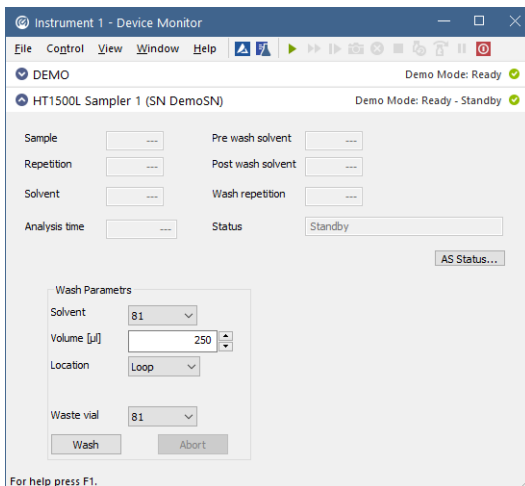 Instrument 1 - Device Monitor
File Control View Window Help
DEMO Demo Mode: Ready
HT1500L Sampler 1 (SN DemoSN) Demo Mode: Ready - Standby
Sample --- Pre wash solvent ---
Repetition --- Post wash solvent ---
Solvent --- Wash repetition ---
Analysis time --- Status Standby
AS Status...
Wash Parametrs
Solvent 81
Volume [µl] 250
Location Loop
Waste vial 81
Wash Abort
For help press F1.